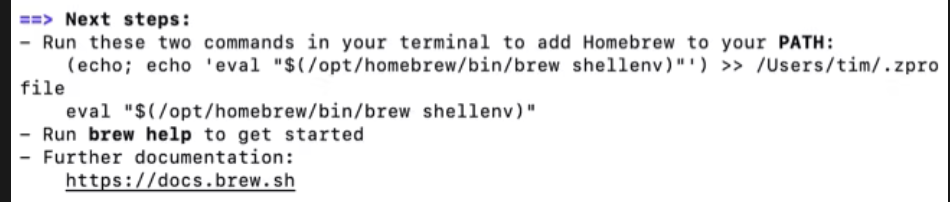 ==> Next steps:
- Run these two commands in your terminal to add Homebrew to your PATH:
    (echo; echo 'eval "$(/opt/homebrew/bin/brew shellenv)"') >> /Users/tim/.zpro
file
    eval "$(/opt/homebrew/bin/brew shellenv)"
- Run brew help to get started
- Further documentation:
    https://docs.brew.sh